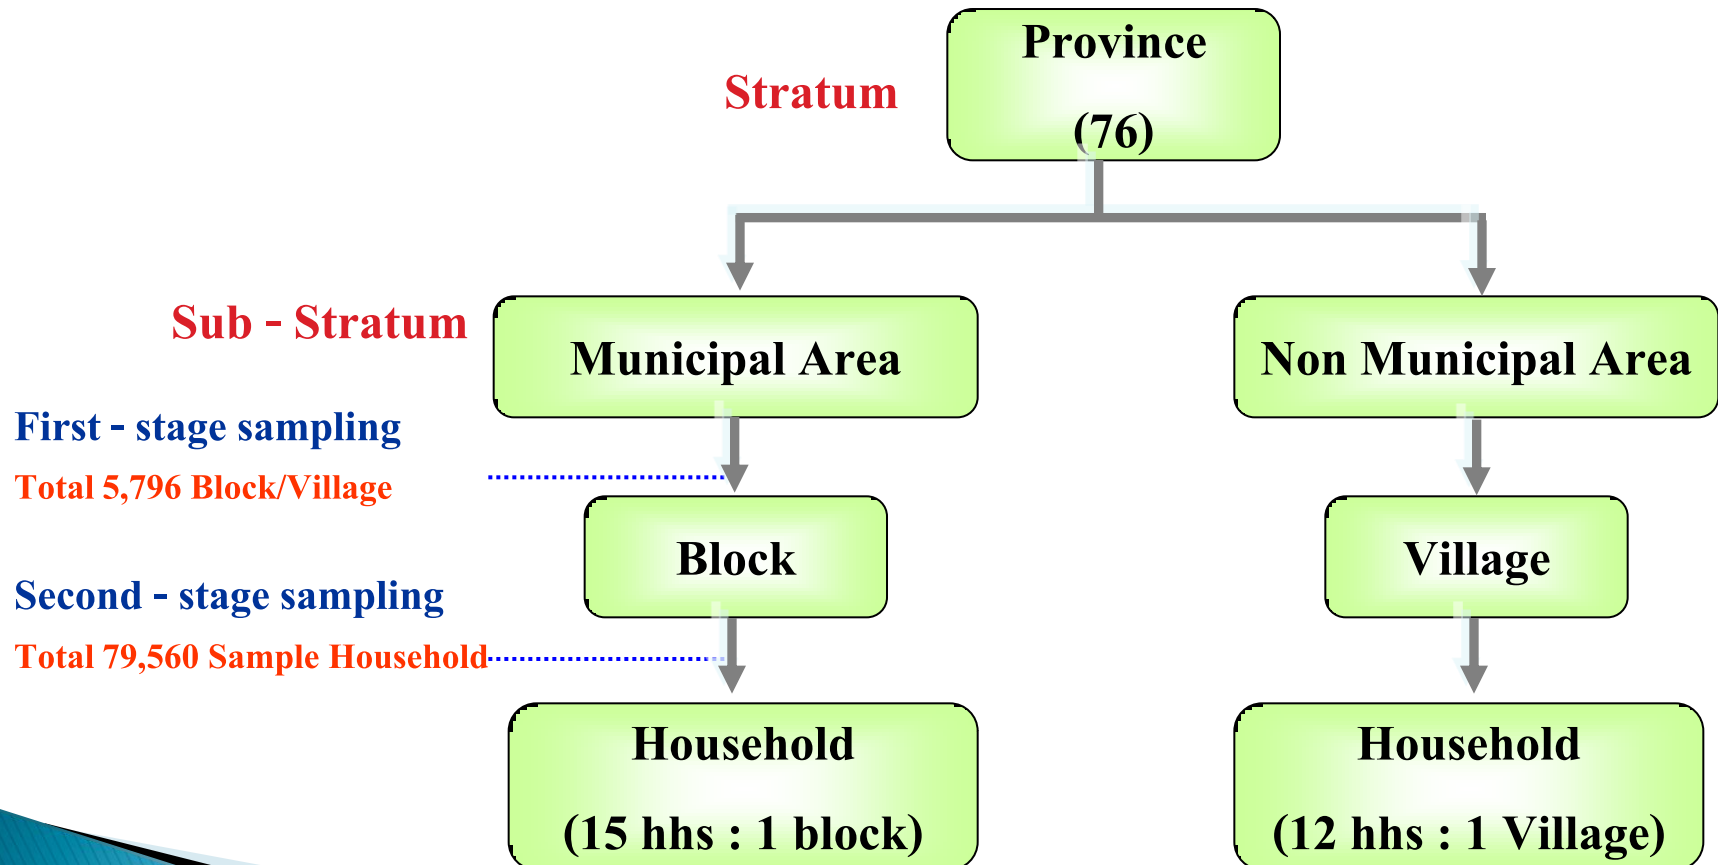 Province
(76)
Stratum
Sub - Stratum
Municipal Area
Non Municipal Area
First - stage sampling
Total 5,796 Block/Village
Block
Village
Second - stage sampling
Total 79,560 Sample Household
Household
(15 hhs : 1 block)
Household
(12 hhs : 1 Village)